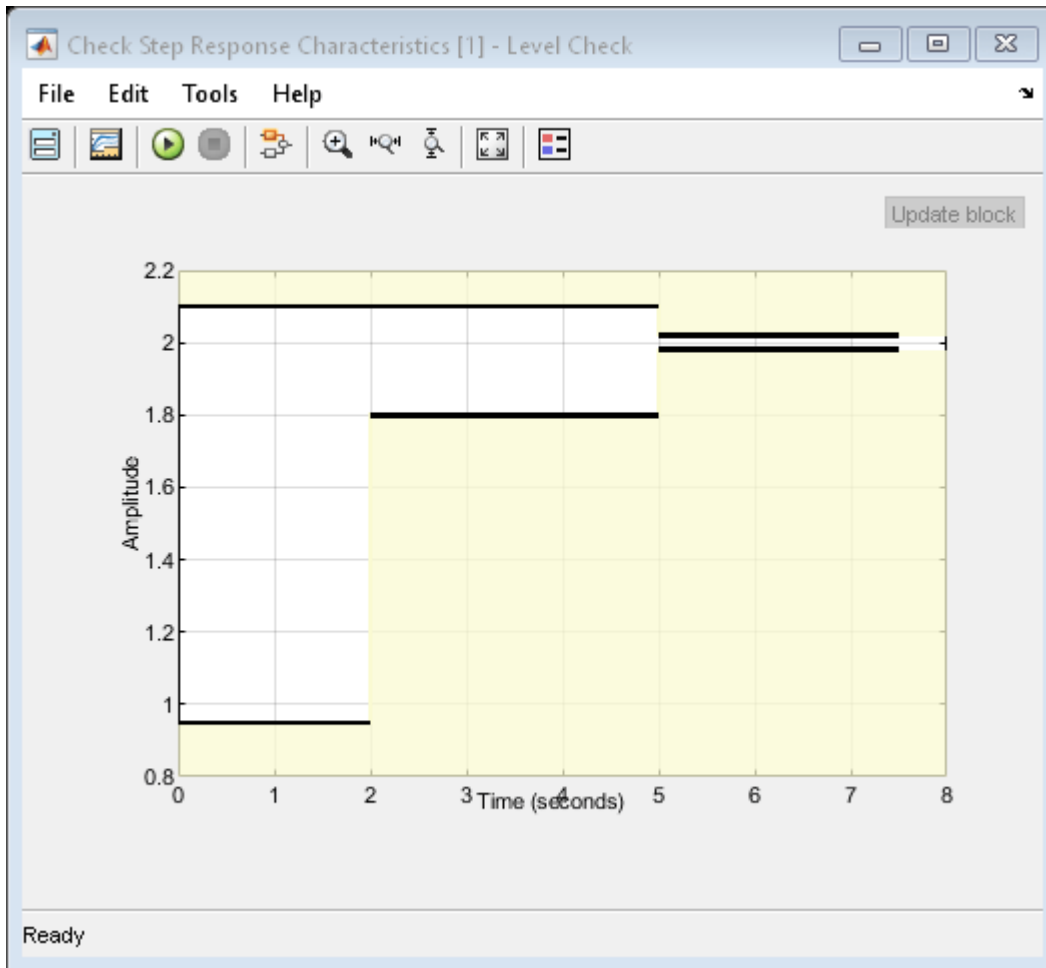 Check Step Response Characteristics [1] - Level Check
File Edit Tools Help
Update block
2.2
2
1.8
1.6
1.4
1.2
1
0.8
Amplitude
0 1 2 3 4 5 6 7 8
Time (seconds)
Ready